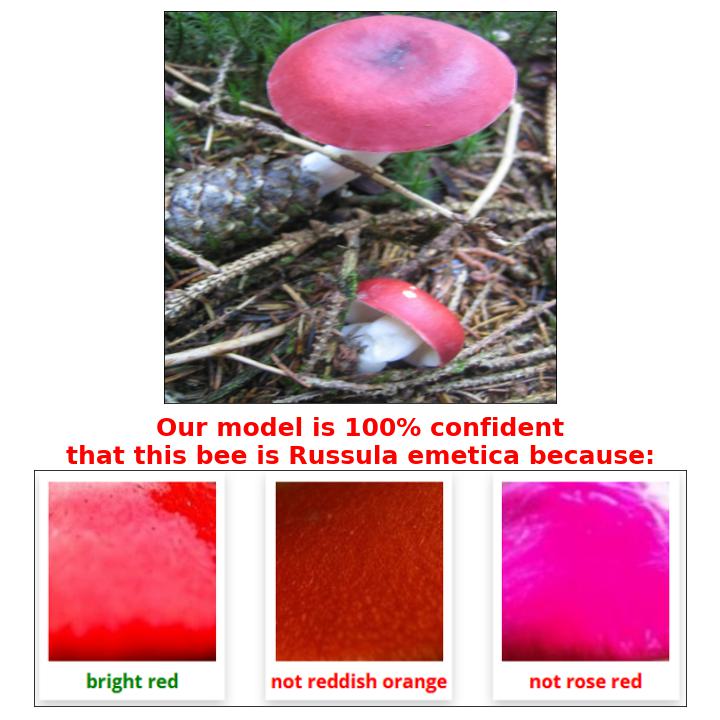 Our model is 100% confident
that this bee is Russula emetica because:
bright red
not reddish orange
not rose red